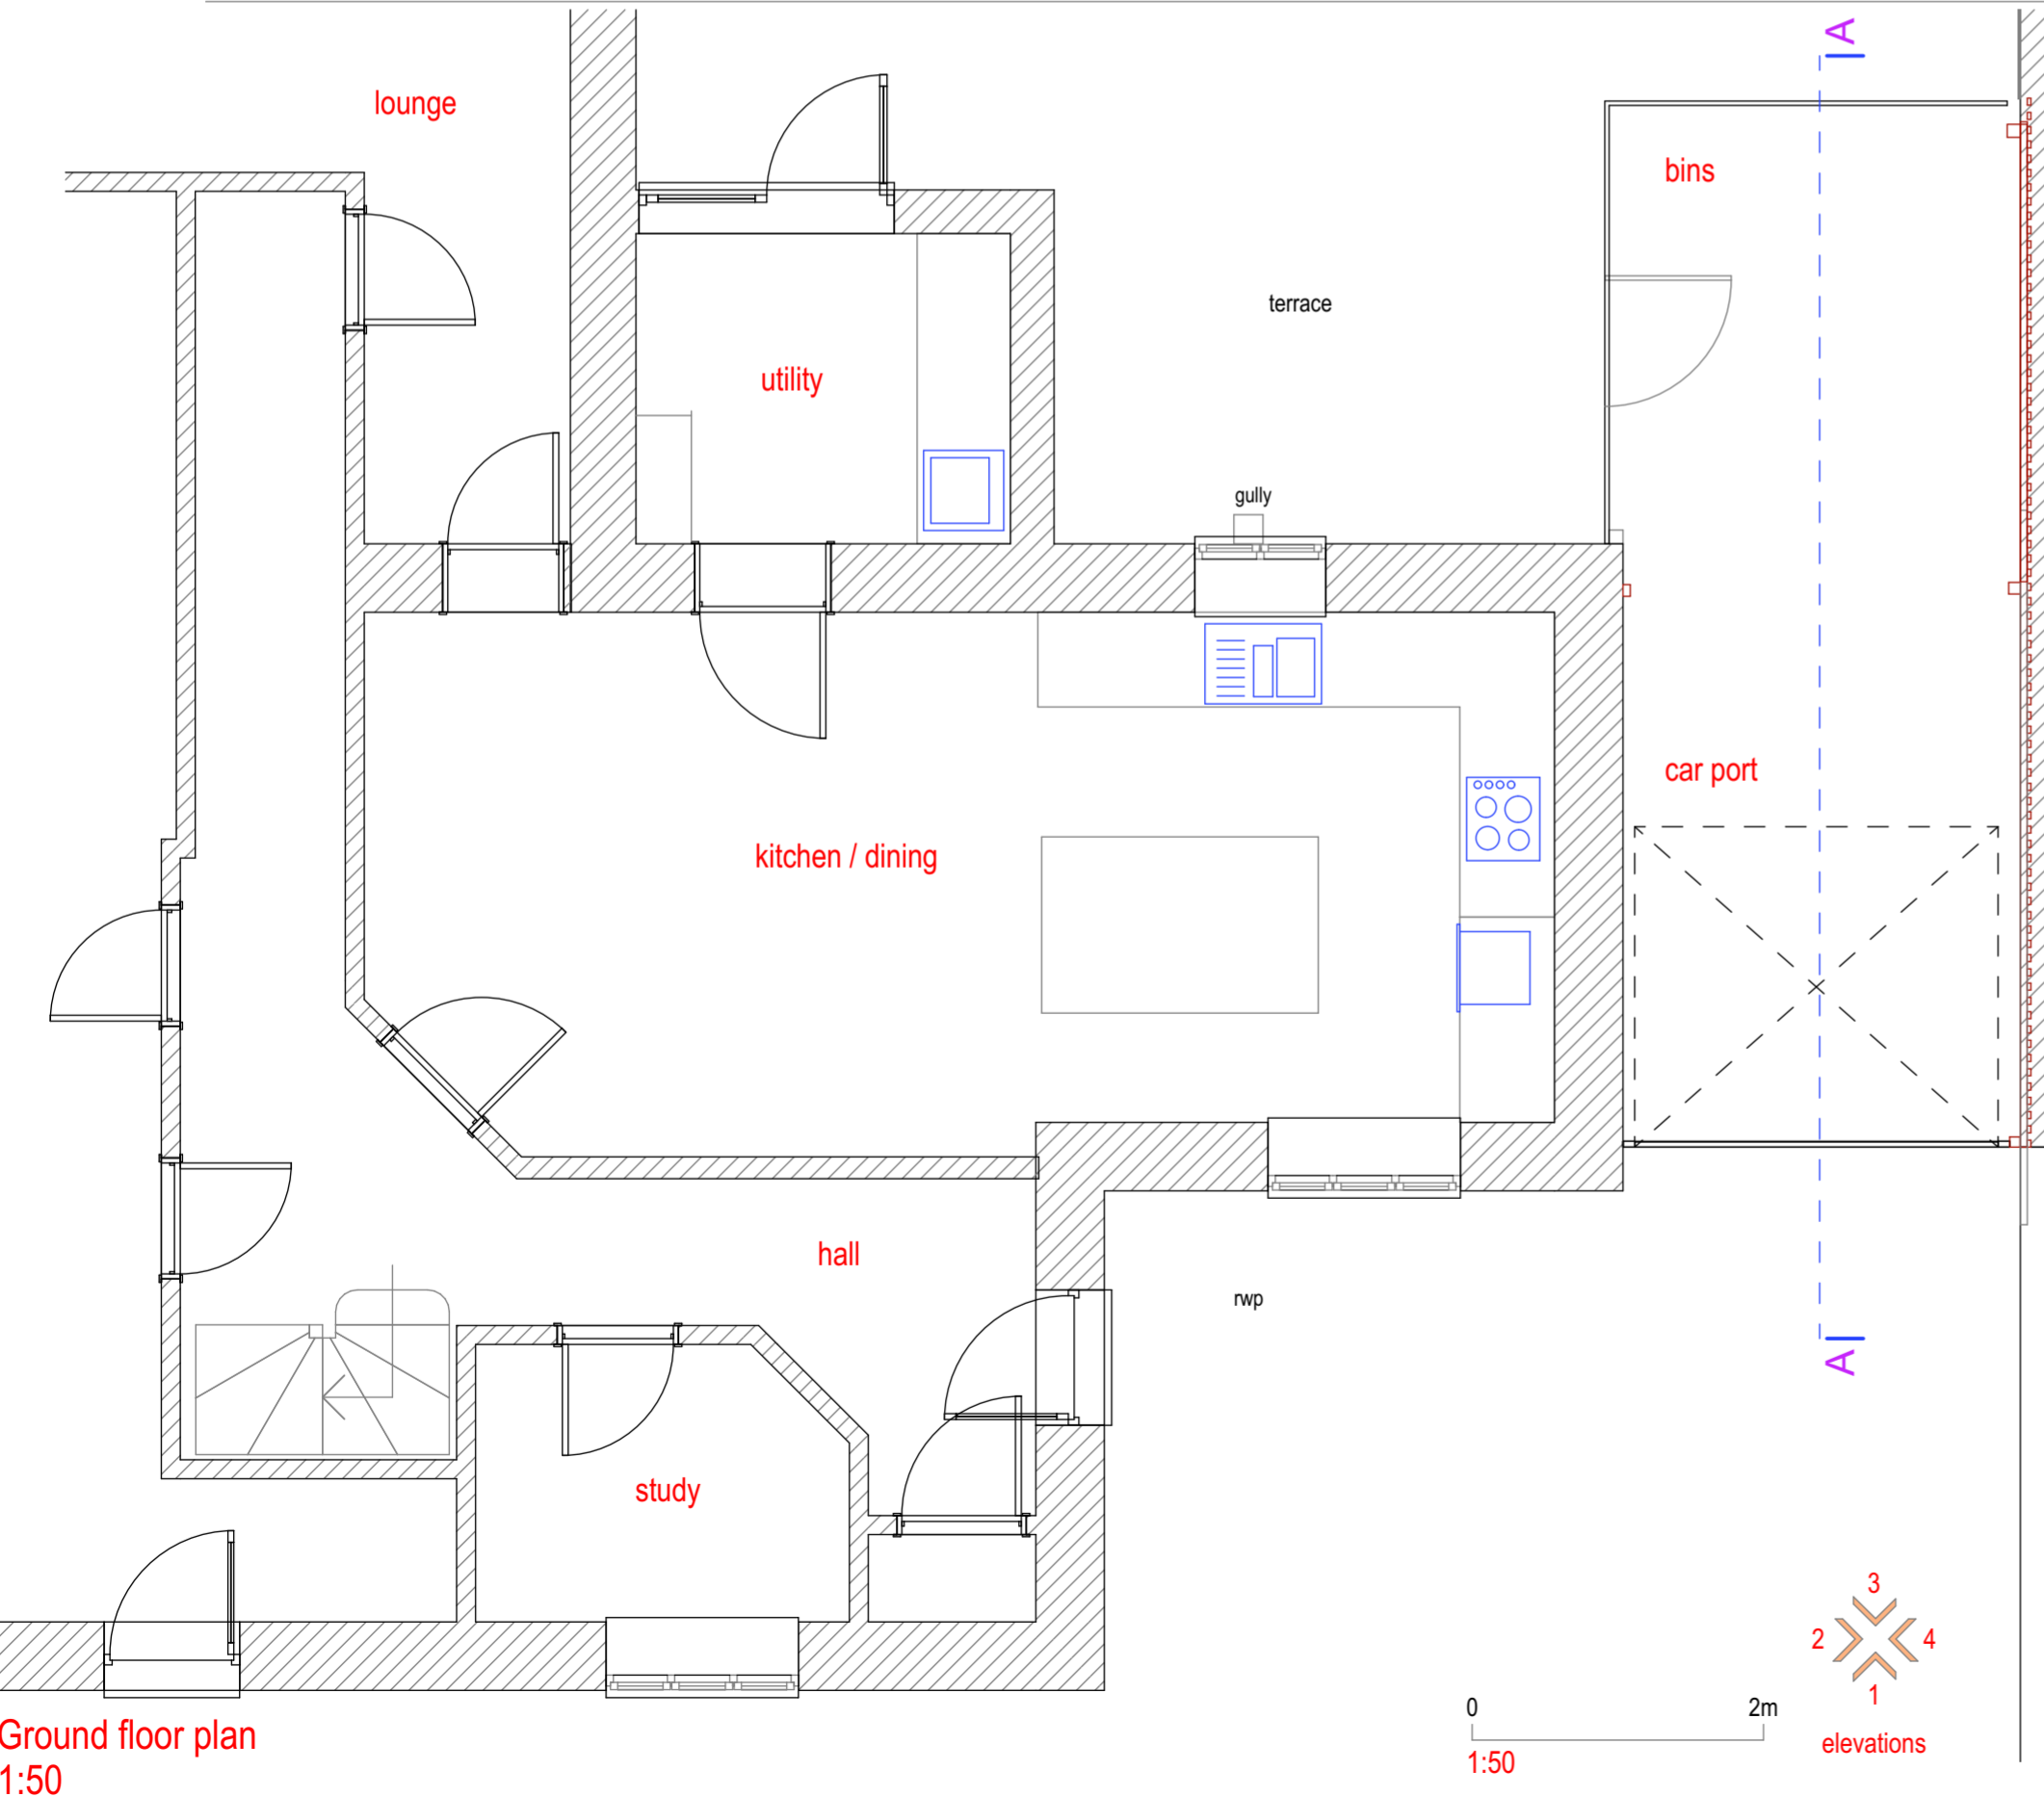 A
lounge
bins
terrace
utility
gully
car port
kitchen / dining
hall
rwp
A
study
3
2 4
1
0 2m
Ground floor plan
elevations
1:50
1:50